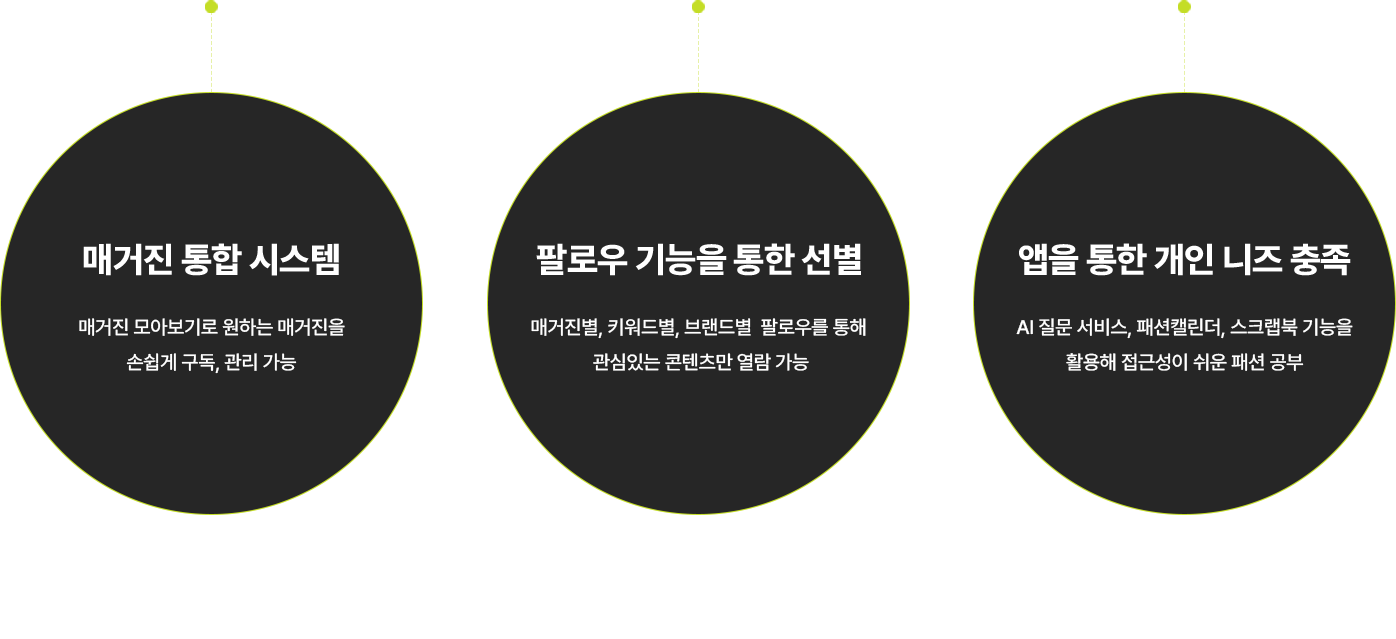 매거진 통합 시스템
매거진 모아보기로 원하는 매거진을
손쉽게 구독, 관리 가능
팔로우 기능을 통한 선별
매거진별, 키워드별, 브랜드별 팔로우를 통해
관심있는 콘텐츠만 열람 가능
앱을 통한 개인 니즈 충족
AI 질문 서비스, 패션캘린더, 스크랩북 기능을
활용해 접근성이 쉬운 패션 공부